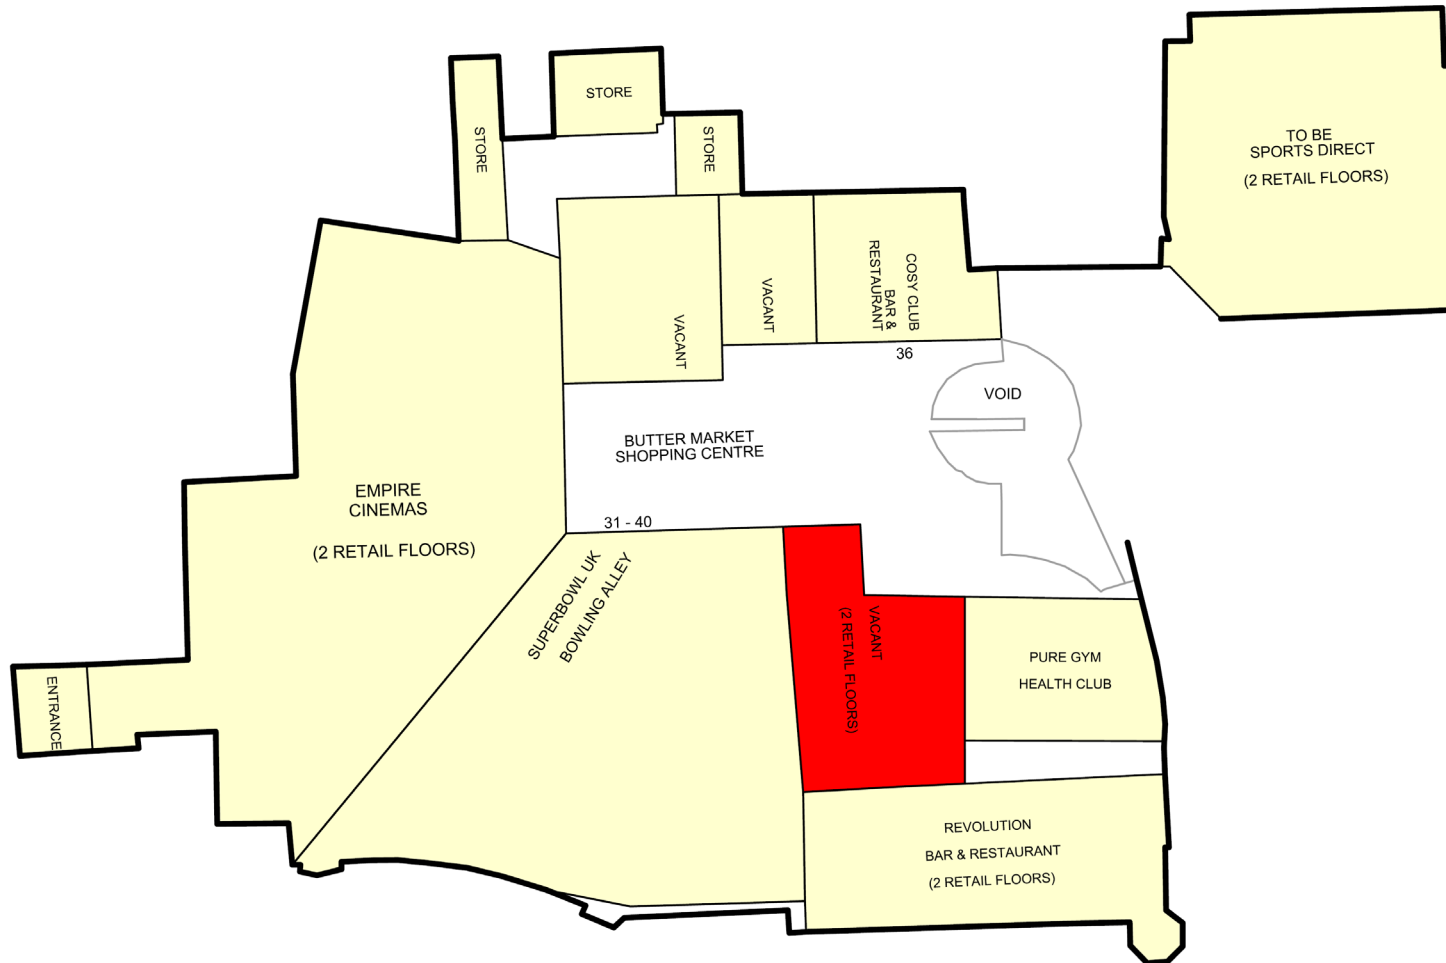 STORE
STORE
STORE
TO BE
SPORTS DIRECT
(2 RETAIL FLOORS)
VACANT
VACANT
COSY CLUB
BAR &
RESTAURANT
36
VOID
BUTTER MARKET
SHOPPING CENTRE
EMPIRE
CINEMAS
(2 RETAIL FLOORS)
31 - 40
SUPERBOWL UK
BOWLING ALLEY
VACANT
(2 RETAIL FLOORS)
PURE GYM
HEALTH CLUB
ENTRANCE
REVOLUTION
BAR & RESTAURANT
(2 RETAIL FLOORS)